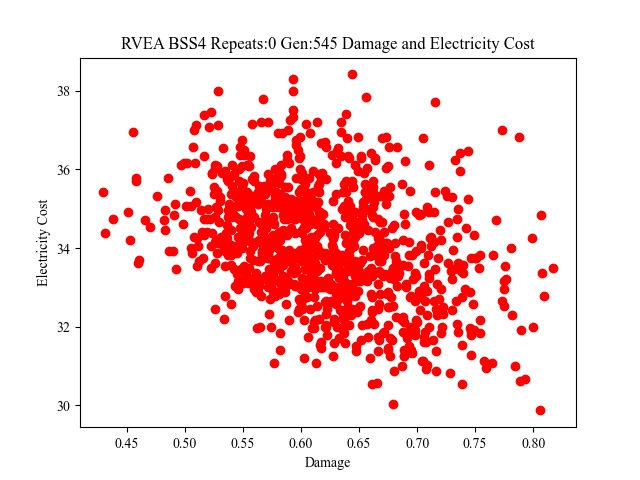 RVEA BSS4 Repeats:0 Gen:545 Damage and Electricity Cost
38
36
34
32
30
Electricity Cost
0.45 0.50 0.55 0.60 0.65 0.70 0.75 0.80
Damage